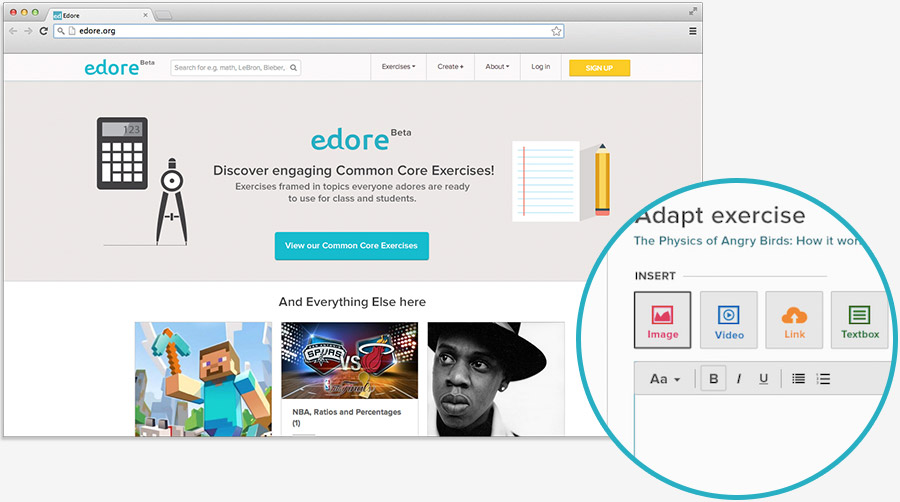 Edore
edore.org
edore Beta
Search for e.g. math, LeBron, Bieber,
Exercises
Create +
About
Log in
SIGN UP
123
edore Beta
Discover engaging Common Core Exercises!
Exercises framed in topics everyone adores are ready
to use for class and students.
View our Common Core Exercises
And Everything Else here
SPURS
VS
HEAT
NBA, Ratios and Percentages
(1)
Adapt exercise
The Physics of Angry Birds: How it
INSERT
Image
Video
Link
Textbox
Aa
B
I
U